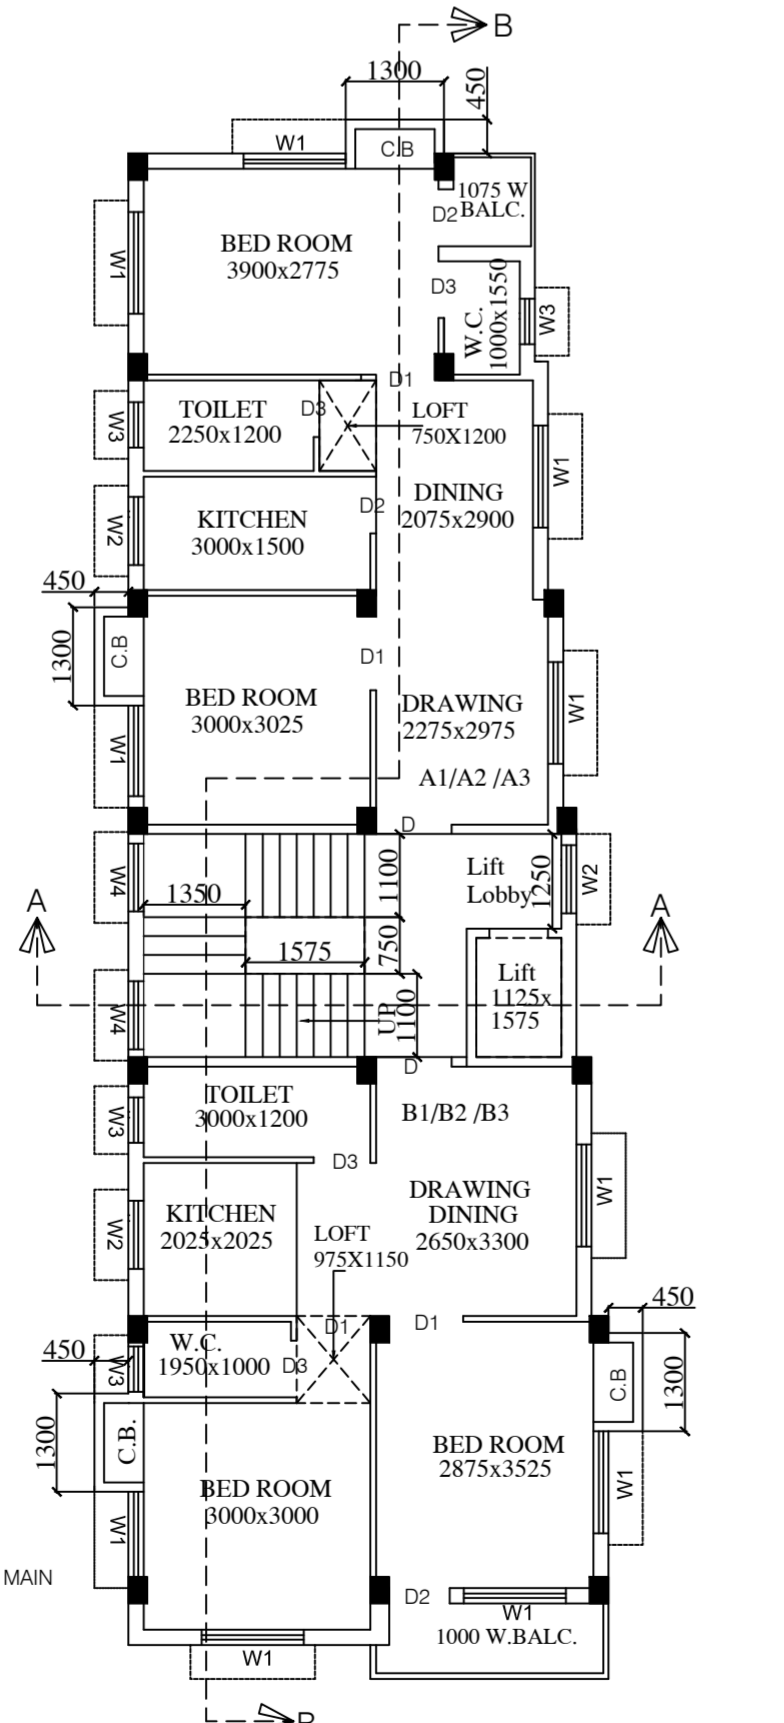 B
1300
450
W1
C.B
1075 W
BALC.
D2
BED ROOM
3900x2775
W1
D3
W.C.
1000x1550
W3
D1
TOILET
2250x1200
D3
LOFT
750X1200
W3
W1
DINING
2075x2900
D2
KITCHEN
3000x1500
W2
450
1300
C.B
D1
BED ROOM
3000x3025
DRAWING
2275x2975
W1
W1
A1/A2 /A3
D
W4
1350
1100
Lift
Lobby
1250
W2
A
A
1575
750
Lift
1125x
1575
W4
UP
1100
D
TOILET
3000x1200
B1/B2 /B3
W3
D3
W1
DRAWING
DINING
2650x3300
KITCHEN
2025x2025
W2
LOFT
975X1150
450
D1
D1
W.C.
1950x1000
D3
450
W3
C.B
1300
1300
C.B.
BED ROOM
2875x3525
BED ROOM
3000x3000
W1
W1
MAIN
D2
W1
1000 W.BALC.
W1
B